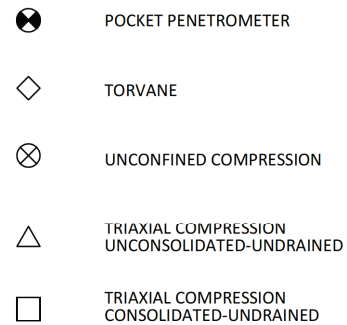 POCKET PENETROMETER
TORVANE
UNCONFINED COMPRESSION
TRIAXIAL COMPRESSION
UNCONSOLIDATED-UNDRAINED
TRIAXIAL COMPRESSION
CONSOLIDATED-UNDRAINED